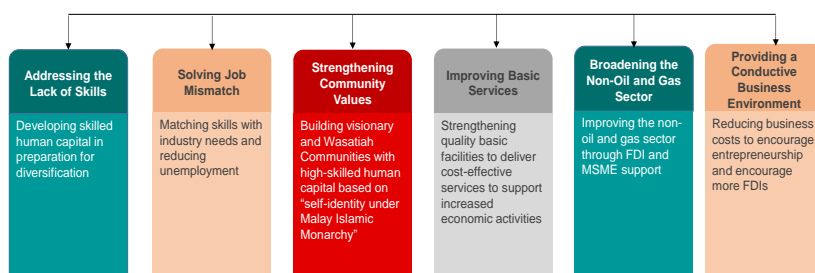 Addressing the
Lack of Skills
Developing skilled
human capital in
preparation for
diversification
Solving Job
Mismatch
Matching skills with
industry needs and
reducing
unemployment
Strengthening
Community
Values
Building visionary
and Wasatiah
Communities with
high-skilled human
capital based on
“self-identity under
Malay Islamic
Monarchy”
Improving Basic
Services
Strengthening
quality basic
facilities to deliver
cost-effective
services to support
increased
economic activities
Broadening the
Non-Oil and Gas
Sector
Improving the non-
oil and gas sector
through FDI and
MSME support
Providing a
Conductive
Business
Environment
Reducing business
costs to encourage
entrepreneurship
and encourage
more FDIs